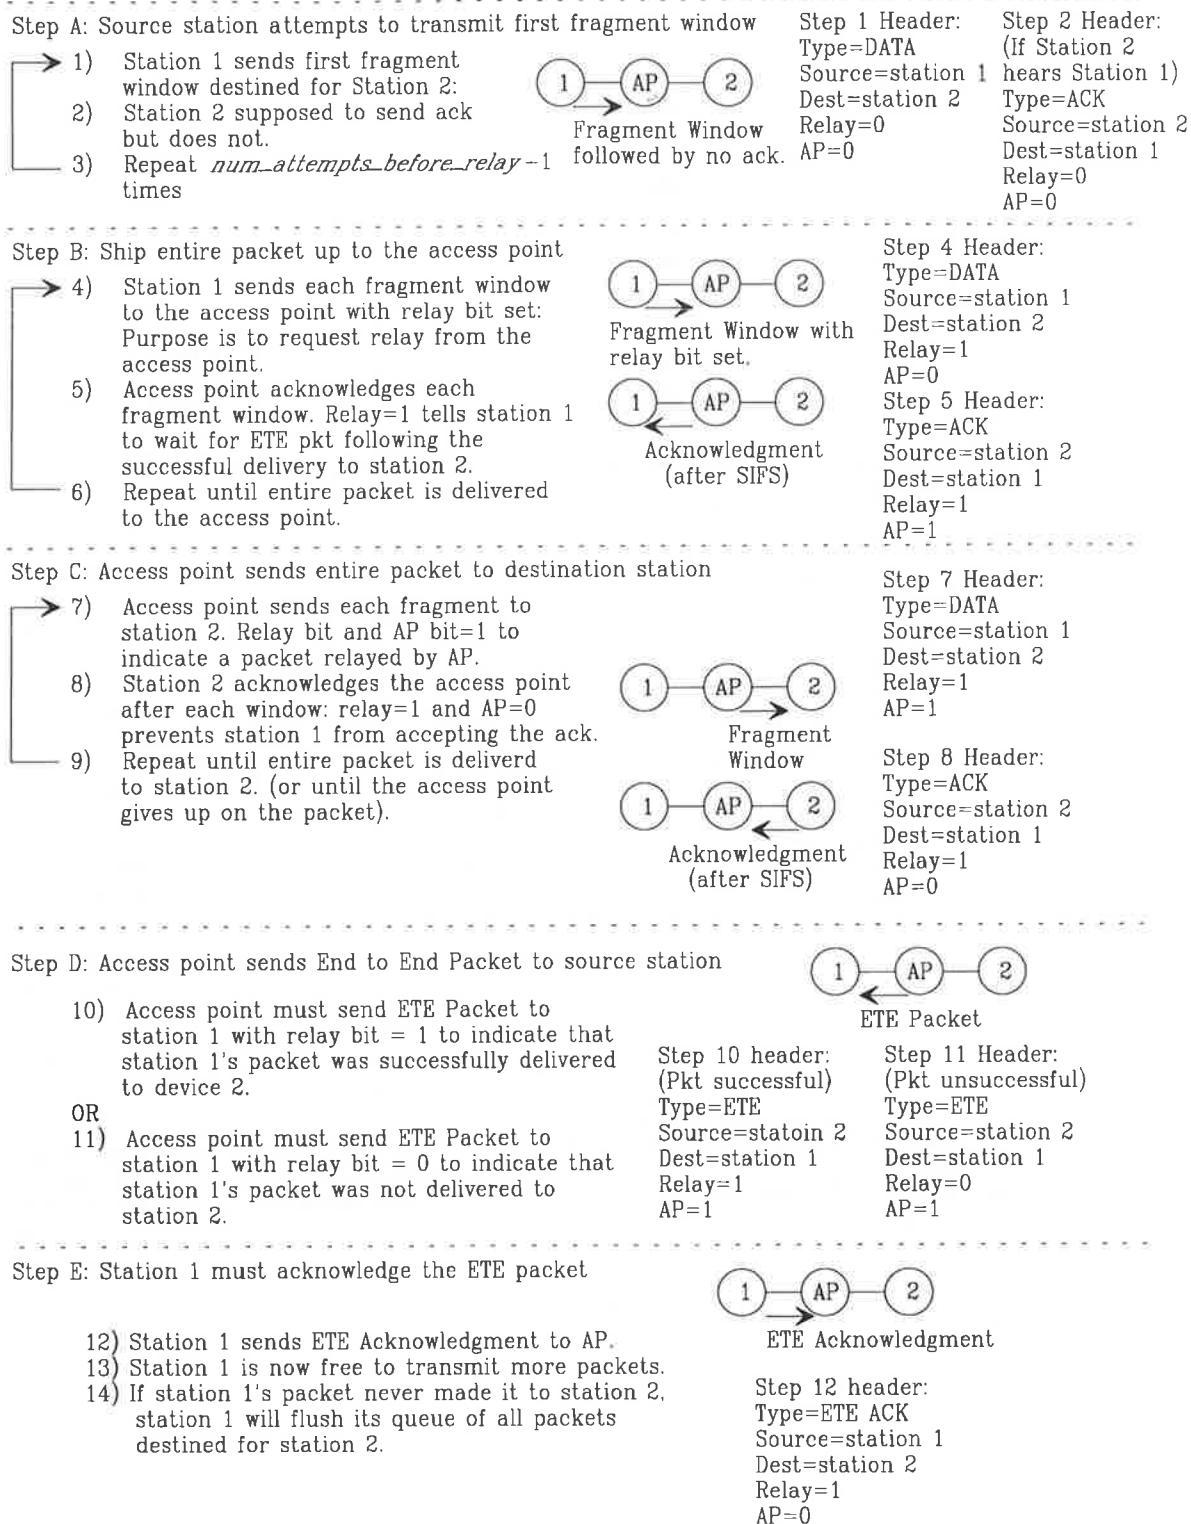 Step A: Source station attempts to transmit first fragment window
1) Station 1 sends first fragment
window destined for Station 2:
2) Station 2 supposed to send ack
but does not.
3) Repeat num_attempts_before_relay-1
times
1 AP 2
Fragment Window
followed by no ack.
Step 1 Header:
Type=DATA
Source=station 1
Dest=station 2
Relay=0
AP=0
Step 2 Header:
(If Station 2
hears Station 1)
Type=ACK
Source=station 2
Dest=station 1
Relay=0
AP=0
Step B: Ship entire packet up to the access point
4) Station 1 sends each fragment window
to the access point with relay bit set:
Purpose is to request relay from the
access point.
5) Access point acknowledges each
fragment window. Relay=1 tells station 1
to wait for ETE pkt following the
successful delivery to station 2.
6) Repeat until entire packet is delivered
to the access point.
1 AP 2
Fragment Window with
relay bit set.
1 AP 2
Acknowledgment
(after SIFS)
Step 4 Header:
Type=DATA
Source=station 1
Dest=station 2
Relay=1
AP=0
Step 5 Header:
Type=ACK
Source=station 2
Dest=station 1
Relay=1
AP=1
Step C: Access point sends entire packet to destination station
7) Access point sends each fragment to
station 2. Relay bit and AP bit=1 to
indicate a packet relayed by AP.
8) Station 2 acknowledges the access point
after each window: relay=1 and AP=0
prevents station 1 from accepting the ack.
9) Repeat until entire packet is deliverd
to station 2. (or until the access point
gives up on the packet).
1 AP 2
Fragment
Window
1 AP 2
Acknowledgment
(after SIFS)
Step 7 Header:
Type=DATA
Source=station 1
Dest=station 2
Relay=1
AP=1
Step 8 Header:
Type=ACK
Source=station 2
Dest=station 1
Relay=1
AP=0
Step D: Access point sends End to End Packet to source station
10) Access point must send ETE Packet to
station 1 with relay bit = 1 to indicate that
station 1's packet was successfully delivered
to device 2.
OR
11) Access point must send ETE Packet to
station 1 with relay bit = 0 to indicate that
station 1's packet was not delivered to
station 2.
1 AP 2
ETE Packet
Step 10 header:
(Pkt successful)
Type=ETE
Source=statoin 2
Dest=station 1
Relay=1
AP=1
Step 11 Header:
(Pkt unsuccessful)
Type=ETE
Source=station 2
Dest=station 1
Relay=0
AP=1
Step E: Station 1 must acknowledge the ETE packet
12) Station 1 sends ETE Acknowledgment to AP.
13) Station 1 is now free to transmit more packets.
14) If station 1's packet never made it to station 2,
station 1 will flush its queue of all packets
destined for station 2.
1 AP 2
ETE Acknowledgment
Step 12 header:
Type=ETE ACK
Source=station 1
Dest=station 2
Relay=1
AP=0